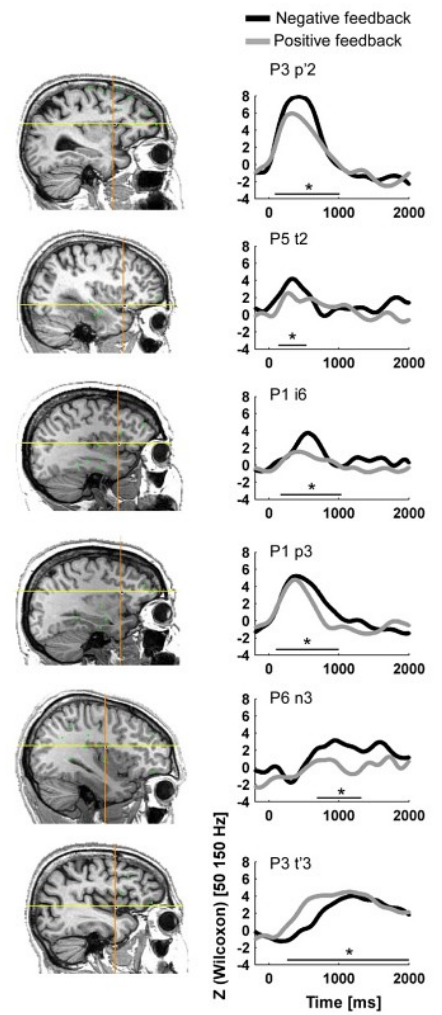 Negative feedback
Positive feedback
P3 p'2
8
6
4
2
0
-2
-4
0 1000 2000
P5 t2
8
6
4
2
0
-2
-4
*
0 1000 2000
P1 i6
8
6
4
2
0
-2
-4
*
0 1000 2000
P1 p3
8
6
4
2
0
-2
-4
*
0 1000 2000
P6 n3
8
6
4
2
0
-2
-4
*
0 1000 2000
P3 t'3
8
6
4
2
0
-2
-4
*
0 1000 2000
Z (Wilcoxon) [50 150 Hz]
Time [ms]